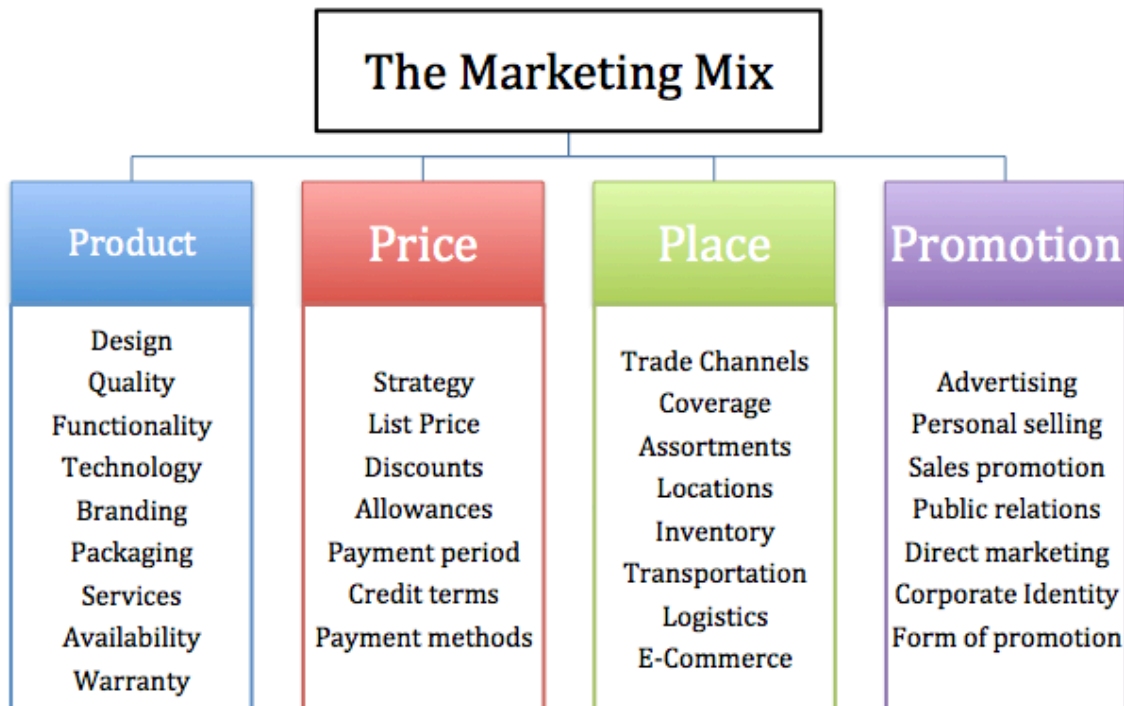 The Marketing Mix
Product
Design
Quality
Functionality
Technology
Branding
Packaging
Services
Availability
Warranty
Price
Strategy
List Price
Discounts
Allowances
Payment period
Credit terms
Payment methods
Place
Trade Channels
Coverage
Assortments
Locations
Inventory
Transportation
Logistics
E-Commerce
Promotion
Advertising
Personal selling
Sales promotion
Public relations
Direct marketing
Corporate Identity
Form of promotion